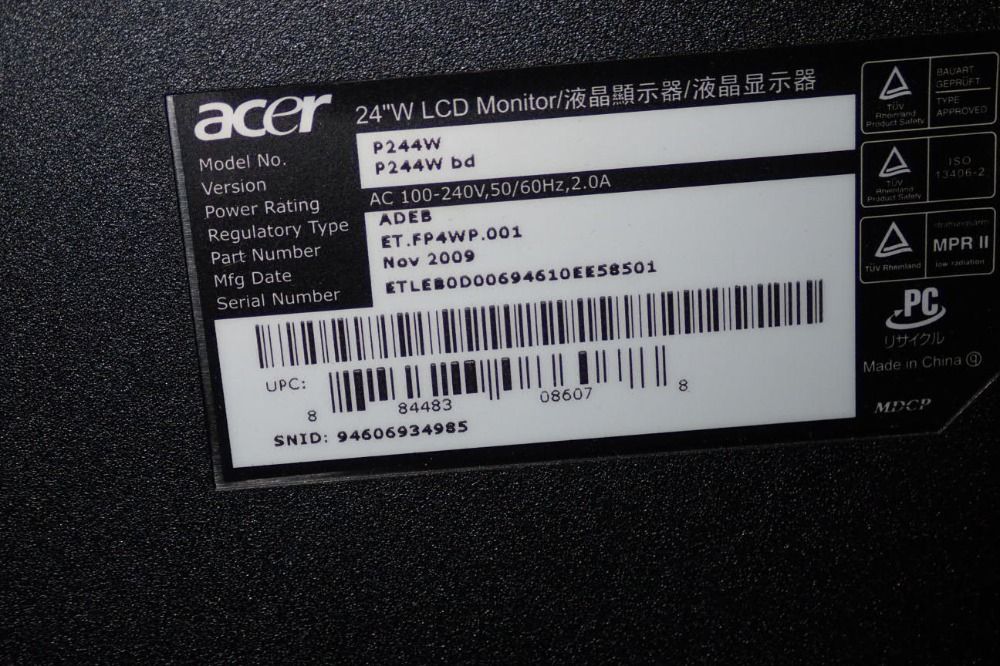 acer 24"W LCD Monitor/液晶顯示器/液晶显示器
Model No. P244W
Version P244W bd
Power Rating AC 100-240V,50/60Hz,2.0A
Regulatory Type ADEB
Part Number ET.FP4WP.001
Mfg Date Nov 2009
Serial Number ETLEB0D00694610EE58501
UPC:
8 84483 08607 8
SNID: 94606934985
TÜV
Rheinland
Product Safety
BAUART
GEPRÜFT
TYPE
APPROVED
TÜV
Rheinland
Product Safety
ISO
13406-2
TÜV Rheinland
MPR II
low radiation
PC
リサイクル
Made in China q
MDCP